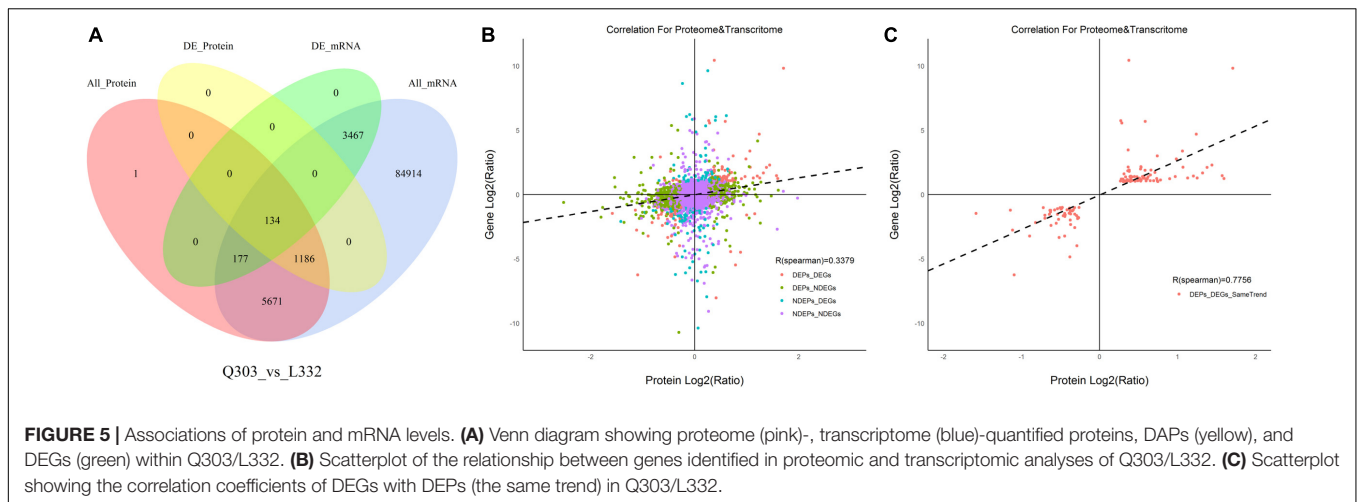 A
DE_Protein
DE_mRNA
All_Protein
All_mRNA
0
0
0
0
3467
1
0
0
84914
134
0
0
177
1186
5671
Q303_vs_L332
B
Correlation For Proteome&Transcritome
Gene Log2(Ratio)
10
5
0
-5
-10
R(spearman)=0.3379
DEPs_DEGs
DEPs_NDEGs
NDEPs_DEGs
NDEPs_NDEGs
-2
0
2
Protein Log2(Ratio)
C
Correlation For Proteome&Transcritome
Gene Log2(Ratio)
10
5
0
-5
-10
R(spearman)=0.7756
DEPs_DEGs_SameTrend
-2
-1
0
1
2
Protein Log2(Ratio)
FIGURE 5 | Associations of protein and mRNA levels. (A) Venn diagram showing proteome (pink)-, transcriptome (blue)-quantified proteins, DAPs (yellow), and
DEGs (green) within Q303/L332. (B) Scatterplot of the relationship between genes identified in proteomic and transcriptomic analyses of Q303/L332. (C) Scatterplot
showing the correlation coefficients of DEGs with DEPs (the same trend) in Q303/L332.